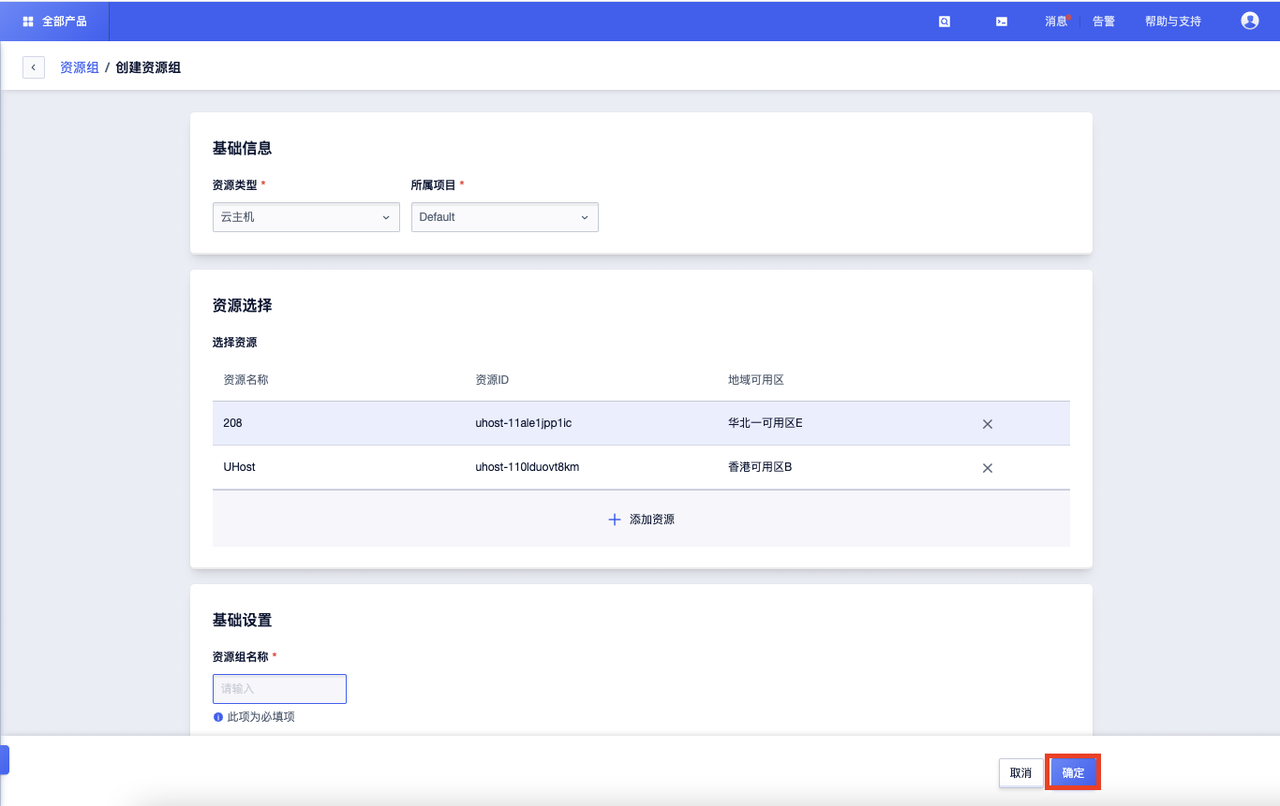 全部产品 消息 告警 帮助与支持
资源组 / 创建资源组
基础信息
资源类型 * 所属项目 *
云主机 Default
资源选择
选择资源
资源名称 资源ID 地域可用区
208 uhost-11ale1jpp1ic 华北一可用区E
UHost uhost-110lduovt8km 香港可用区B
添加资源
基础设置
资源组名称 *
请输入
此项为必填项
取消 确定